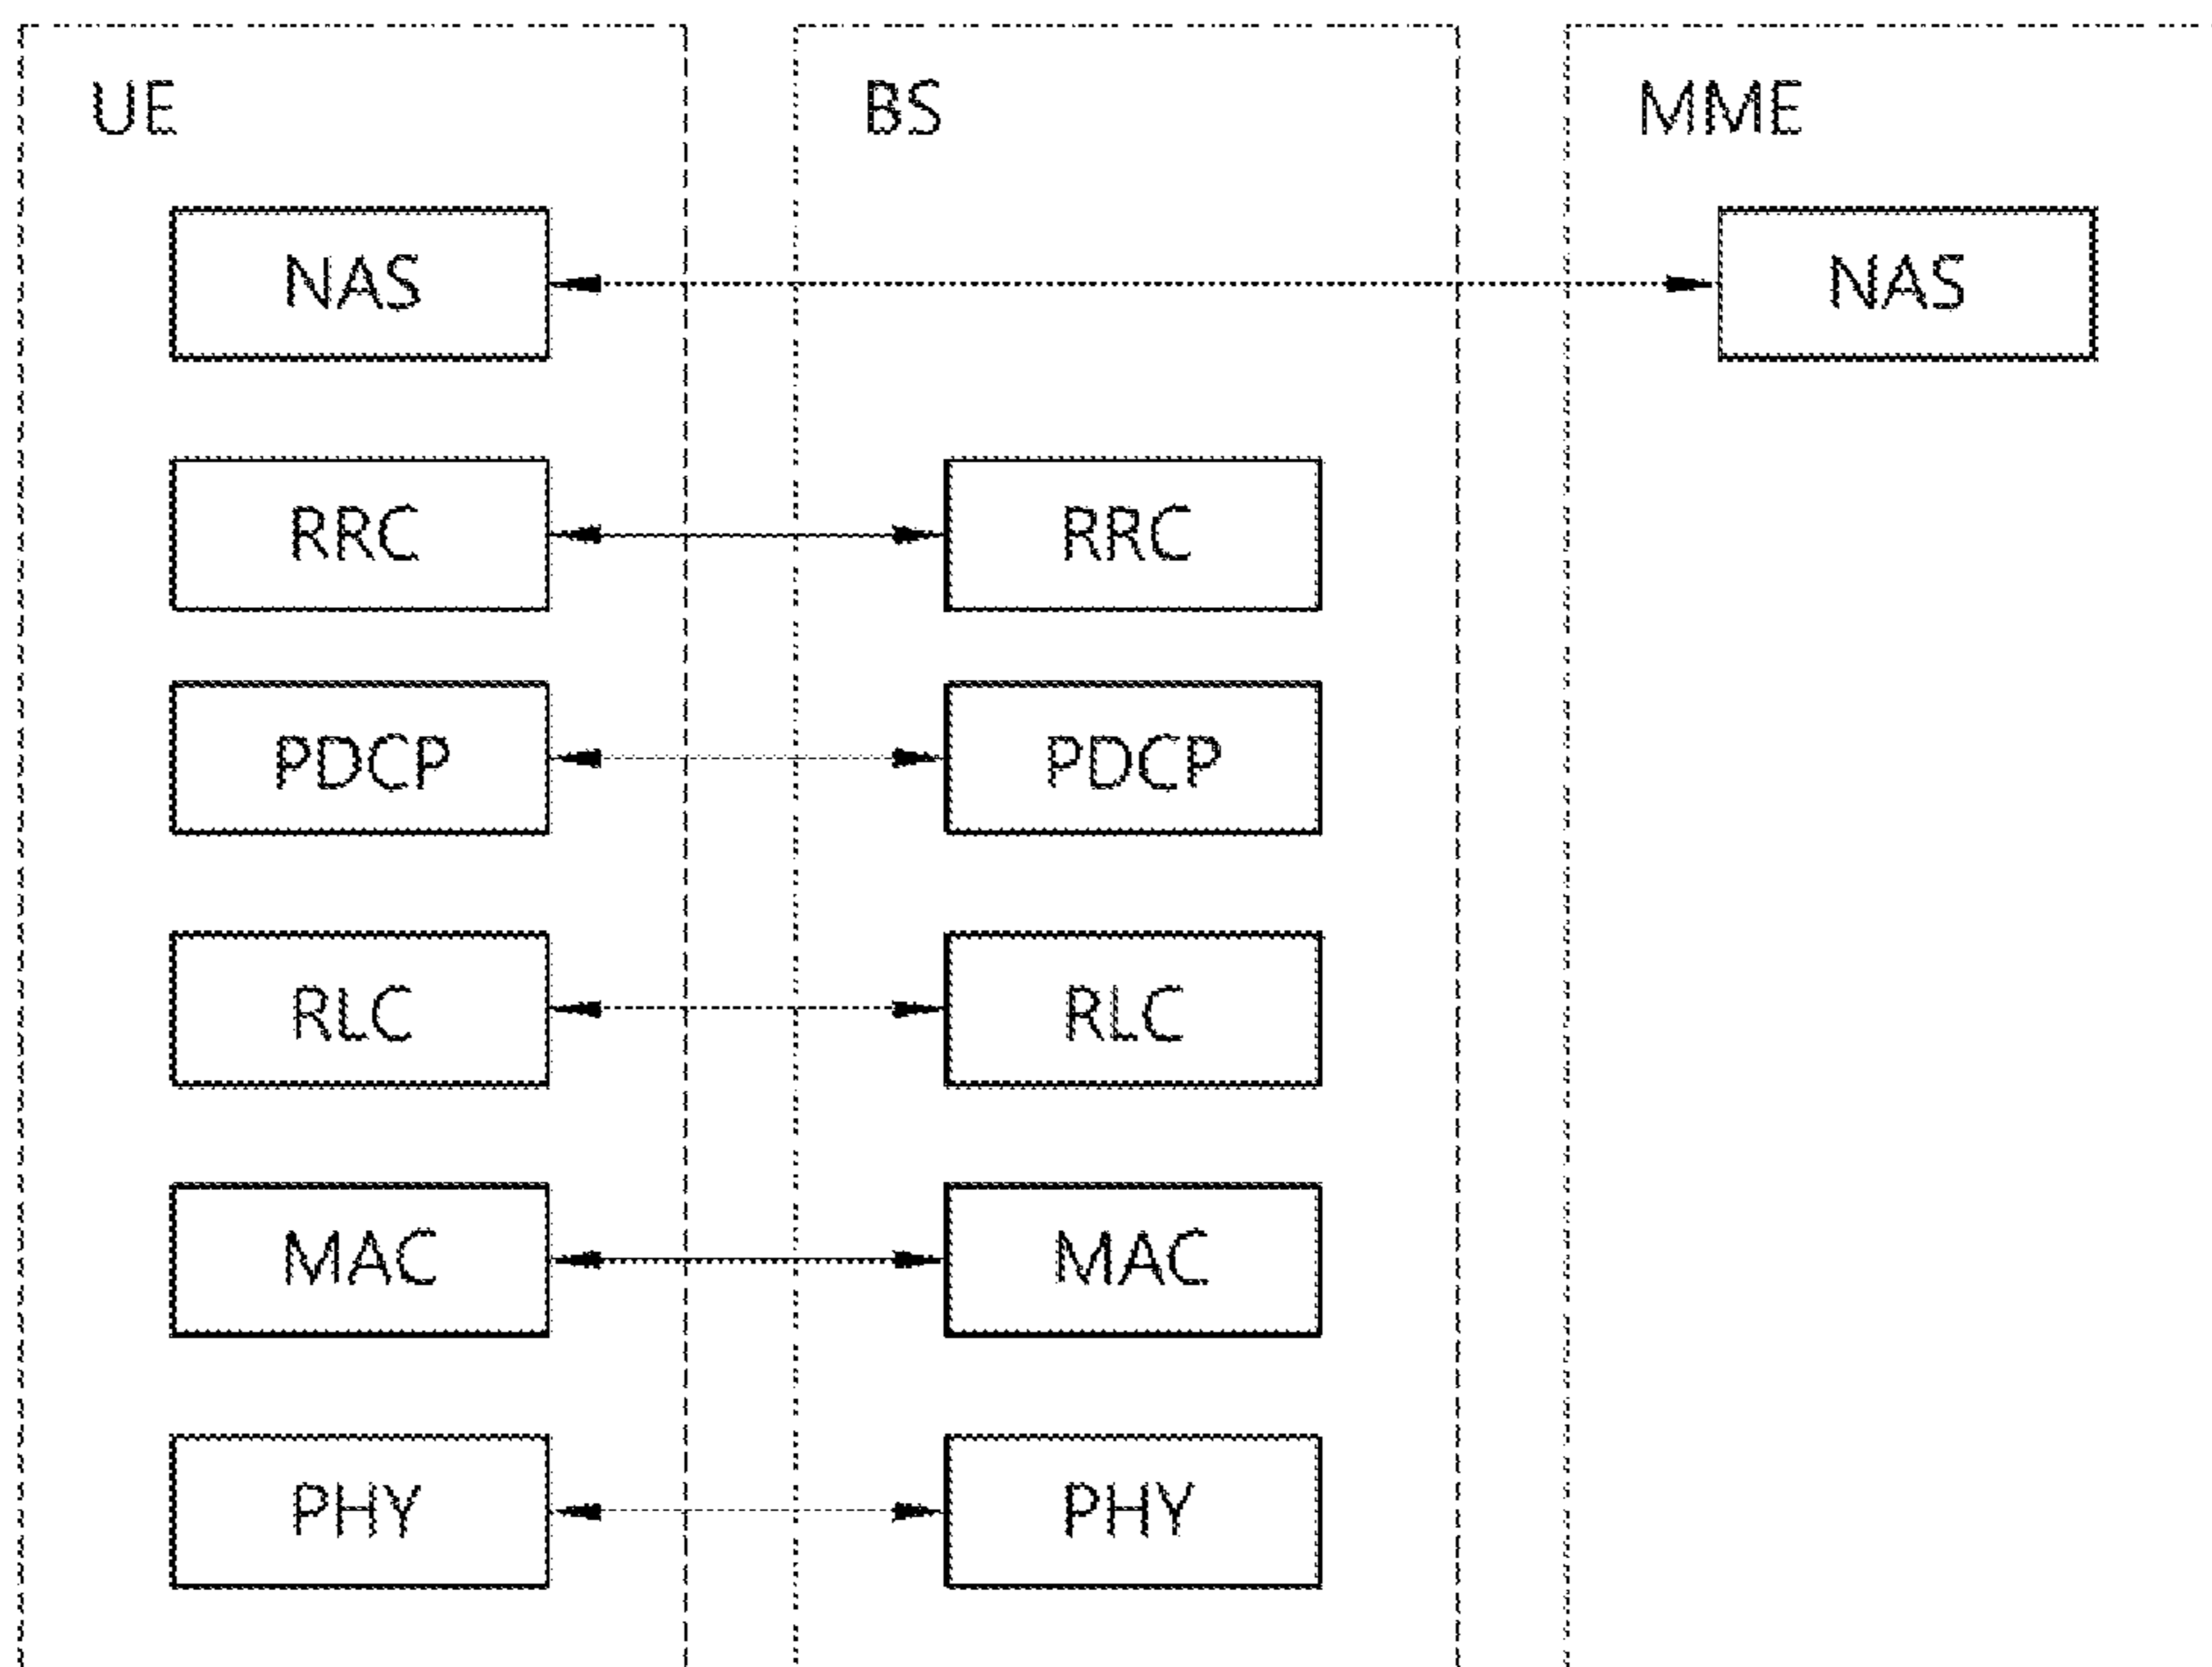 UE BS MME
NAS NAS
RRC RRC
PDCP PDCP
RLC RLC
MAC MAC
PHY PHY